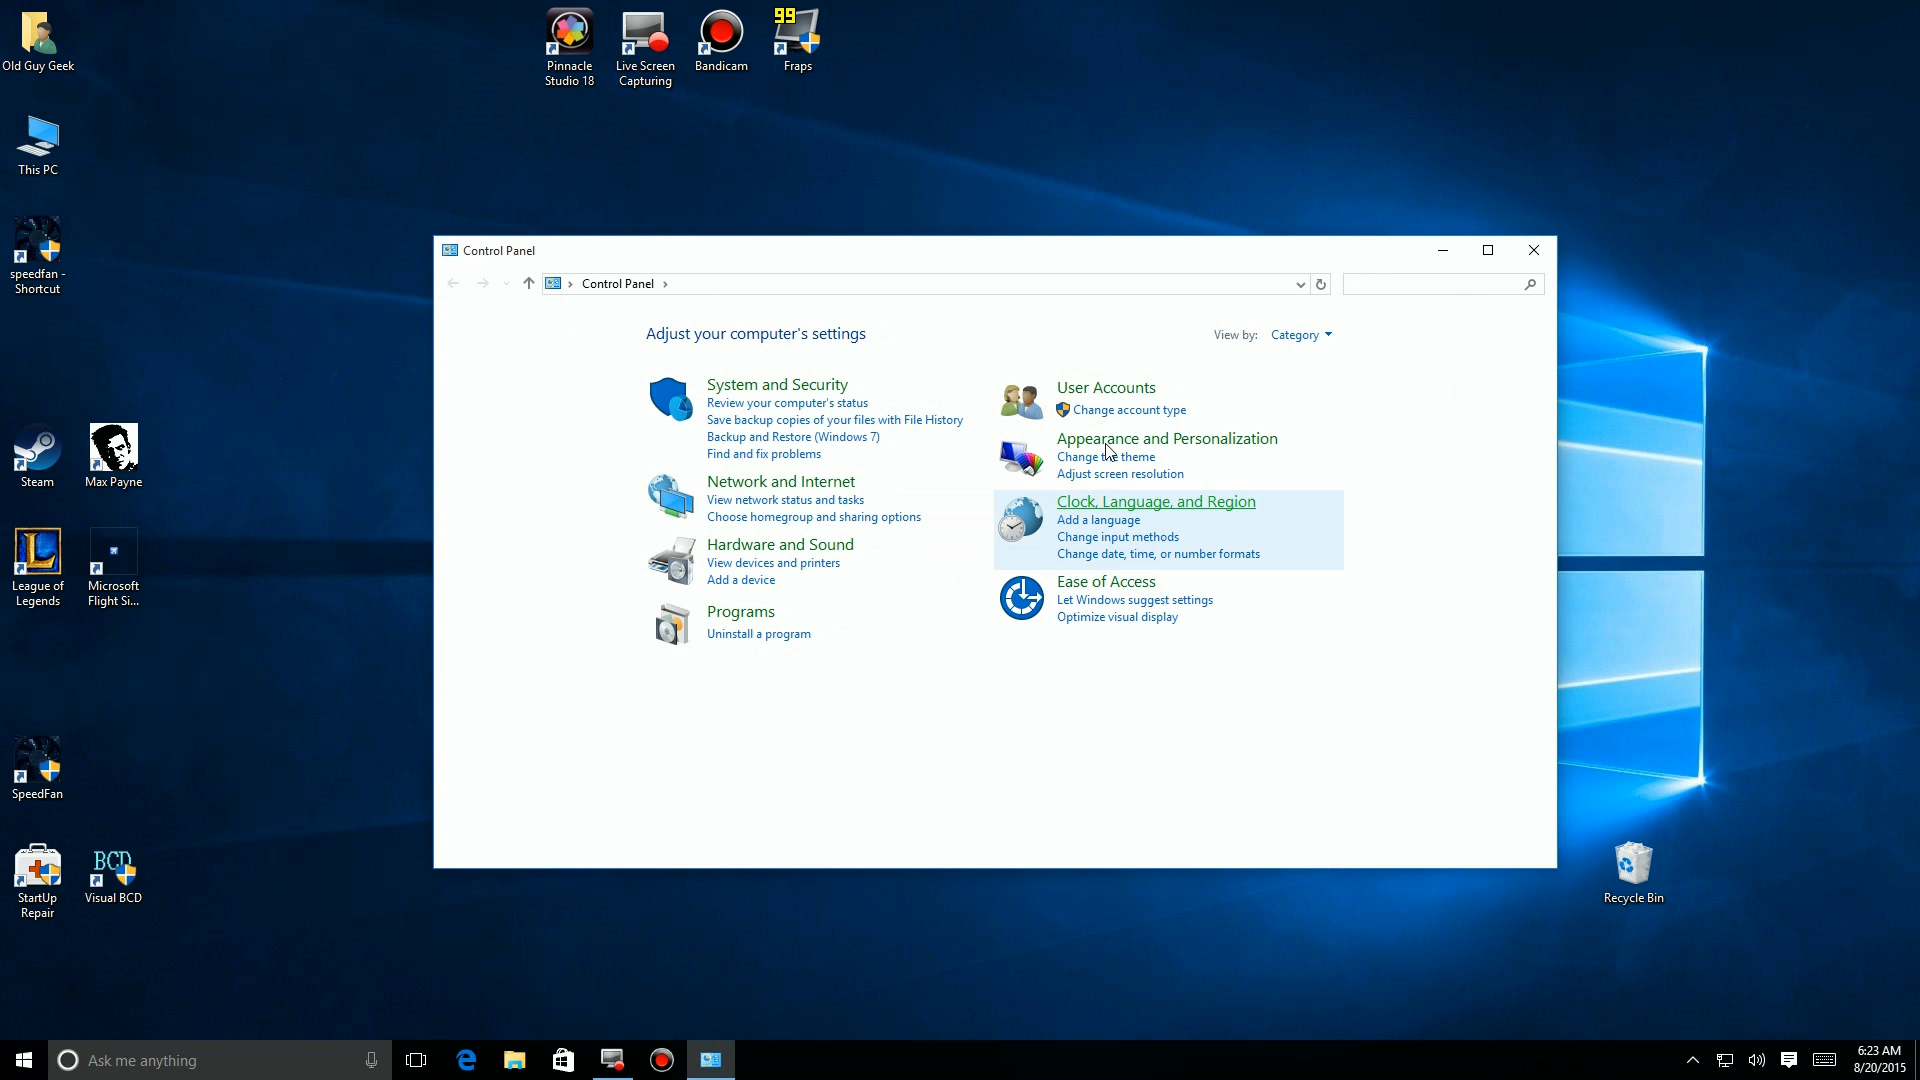 Old Guy Geek
This PC
speedfan -
Shortcut
Steam
Max Payne
League of
Legends
Microsoft
Flight Si...
SpeedFan
StartUp
Repair
BCD
Visual BCD
Pinnacle
Studio 18
Live Screen
Capturing
Bandicam
99
Fraps
Control Panel
Control Panel
Adjust your computer's settings
View by: Category
System and Security
Review your computer's status
Save backup copies of your files with File History
Backup and Restore (Windows 7)
Find and fix problems
Network and Internet
View network status and tasks
Choose homegroup and sharing options
Hardware and Sound
View devices and printers
Add a device
Programs
Uninstall a program
User Accounts
Change account type
Appearance and Personalization
Change the theme
Adjust screen resolution
Clock, Language, and Region
Add a language
Change input methods
Change date, time, or number formats
Ease of Access
Let Windows suggest settings
Optimize visual display
Recycle Bin
Ask me anything
6:23 AM
8/20/2015